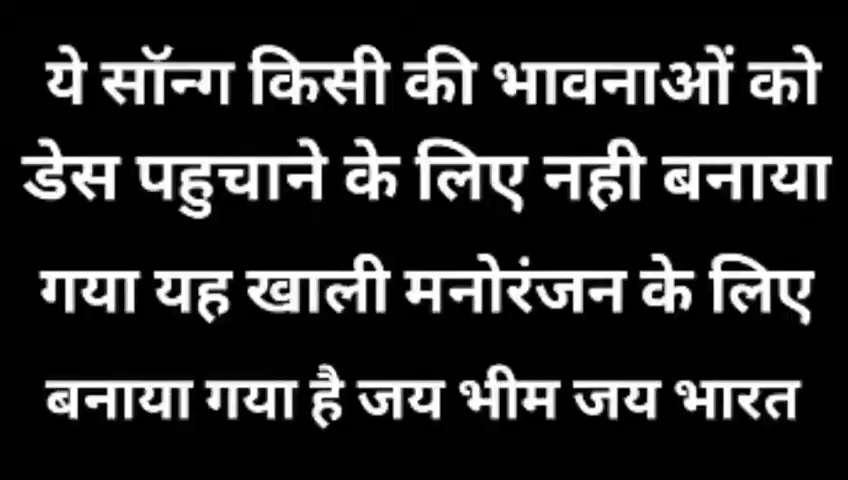 ये सॉन्ग किसी की भावनाओं को
डेस पहुचाने के लिए नही बनाया
गया यह खाली मनोरंजन के लिए
बनाया गया है जय भीम जय भारत